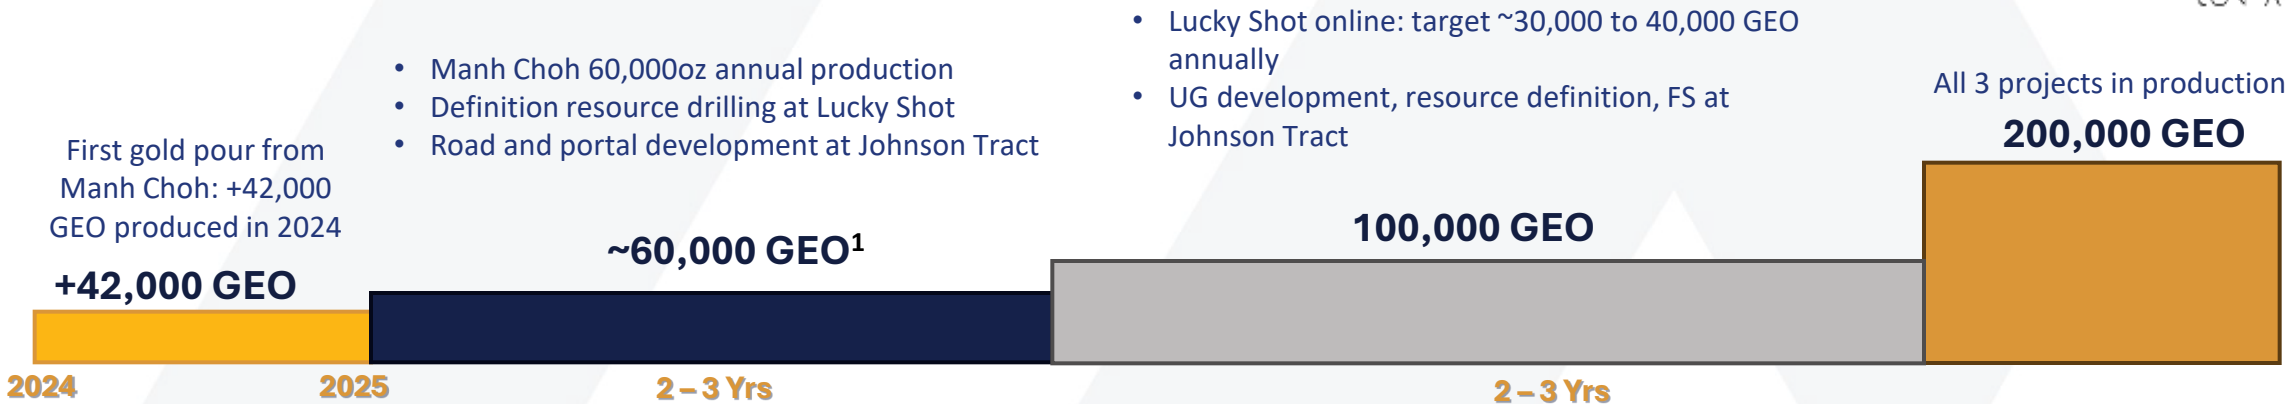 First gold pour from
Manh Choh: +42,000
GEO produced in 2024
+42,000 GEO
• Manh Choh 60,000oz annual production
• Definition resource drilling at Lucky Shot
• Road and portal development at Johnson Tract
~60,000 GEO¹
• Lucky Shot online: target ~30,000 to 40,000 GEO
annually
• UG development, resource definition, FS at
Johnson Tract
100,000 GEO
All 3 projects in production
200,000 GEO
2024
2025
2 – 3 Yrs
2 – 3 Yrs